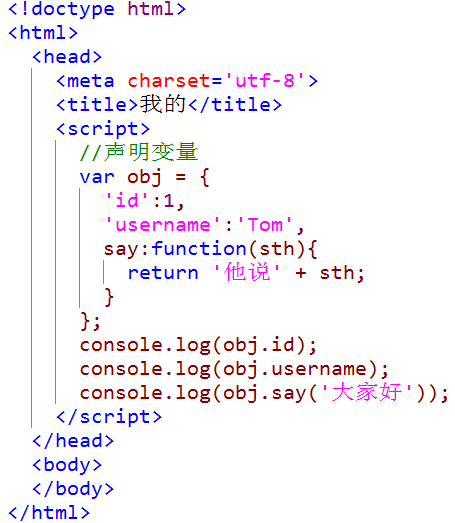 <!doctype html>
<html>
<head>
<meta charset='utf-8'>
<title>我的</title>
<script>
//声明变量
var obj = {
'id':1,
'username':'Tom',
say:function(sth){
return '他说' + sth;
}
};
console.log(obj.id);
console.log(obj.username);
console.log(obj.say('大家好'));
</script>
</head>
<body>
</body>
</html>